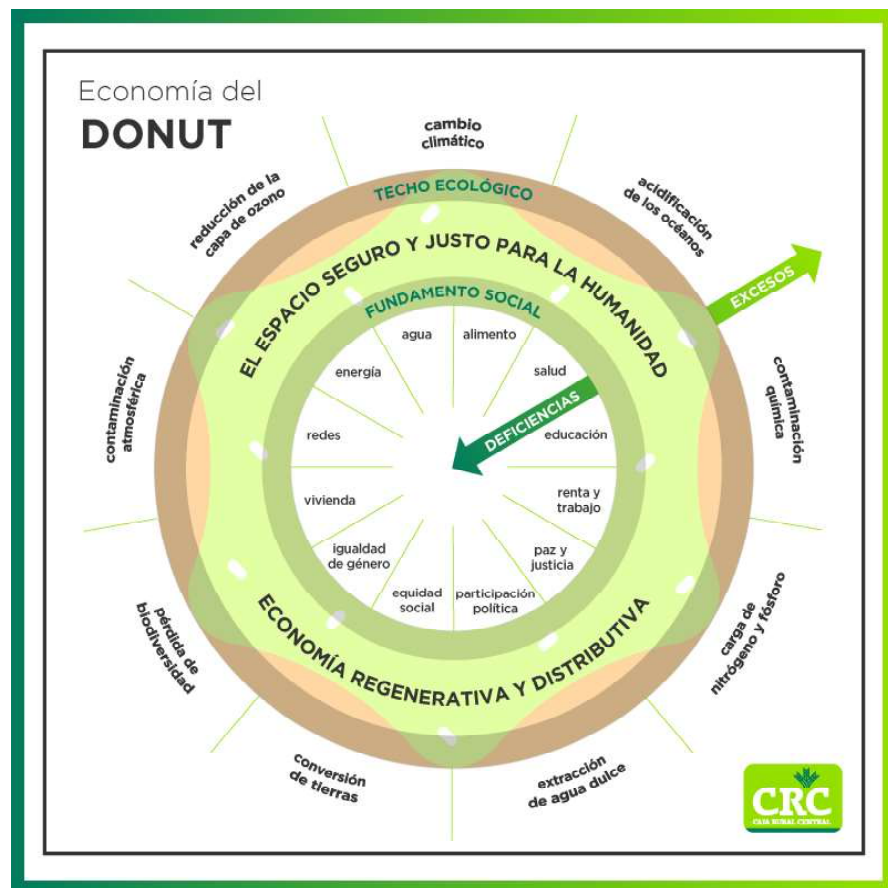 Economía del
DONUT
cambio
climático
reducción de la
capa de ozono
acidificación
de los océanos
TECHO ECOLÓGICO
EL ESPACIO SEGURO Y JUSTO PARA LA HUMANIDAD
EXCESOS
FUNDAMENTO SOCIAL
agua
alimento
energía
salud
DEFICIENCIAS
contaminación
atmosférica
contaminación
química
redes
educación
vivienda
renta y
trabajo
igualdad
de género
paz y
justicia
equidad
social
participación
política
ECONOMÍA REGENERATIVA Y DISTRIBUTIVA
pérdida de
biodiversidad
carga de
nitrógeno y fósforo
conversión
de tierras
extracción
de agua dulce
CRC
CAJA RURAL CENTRAL